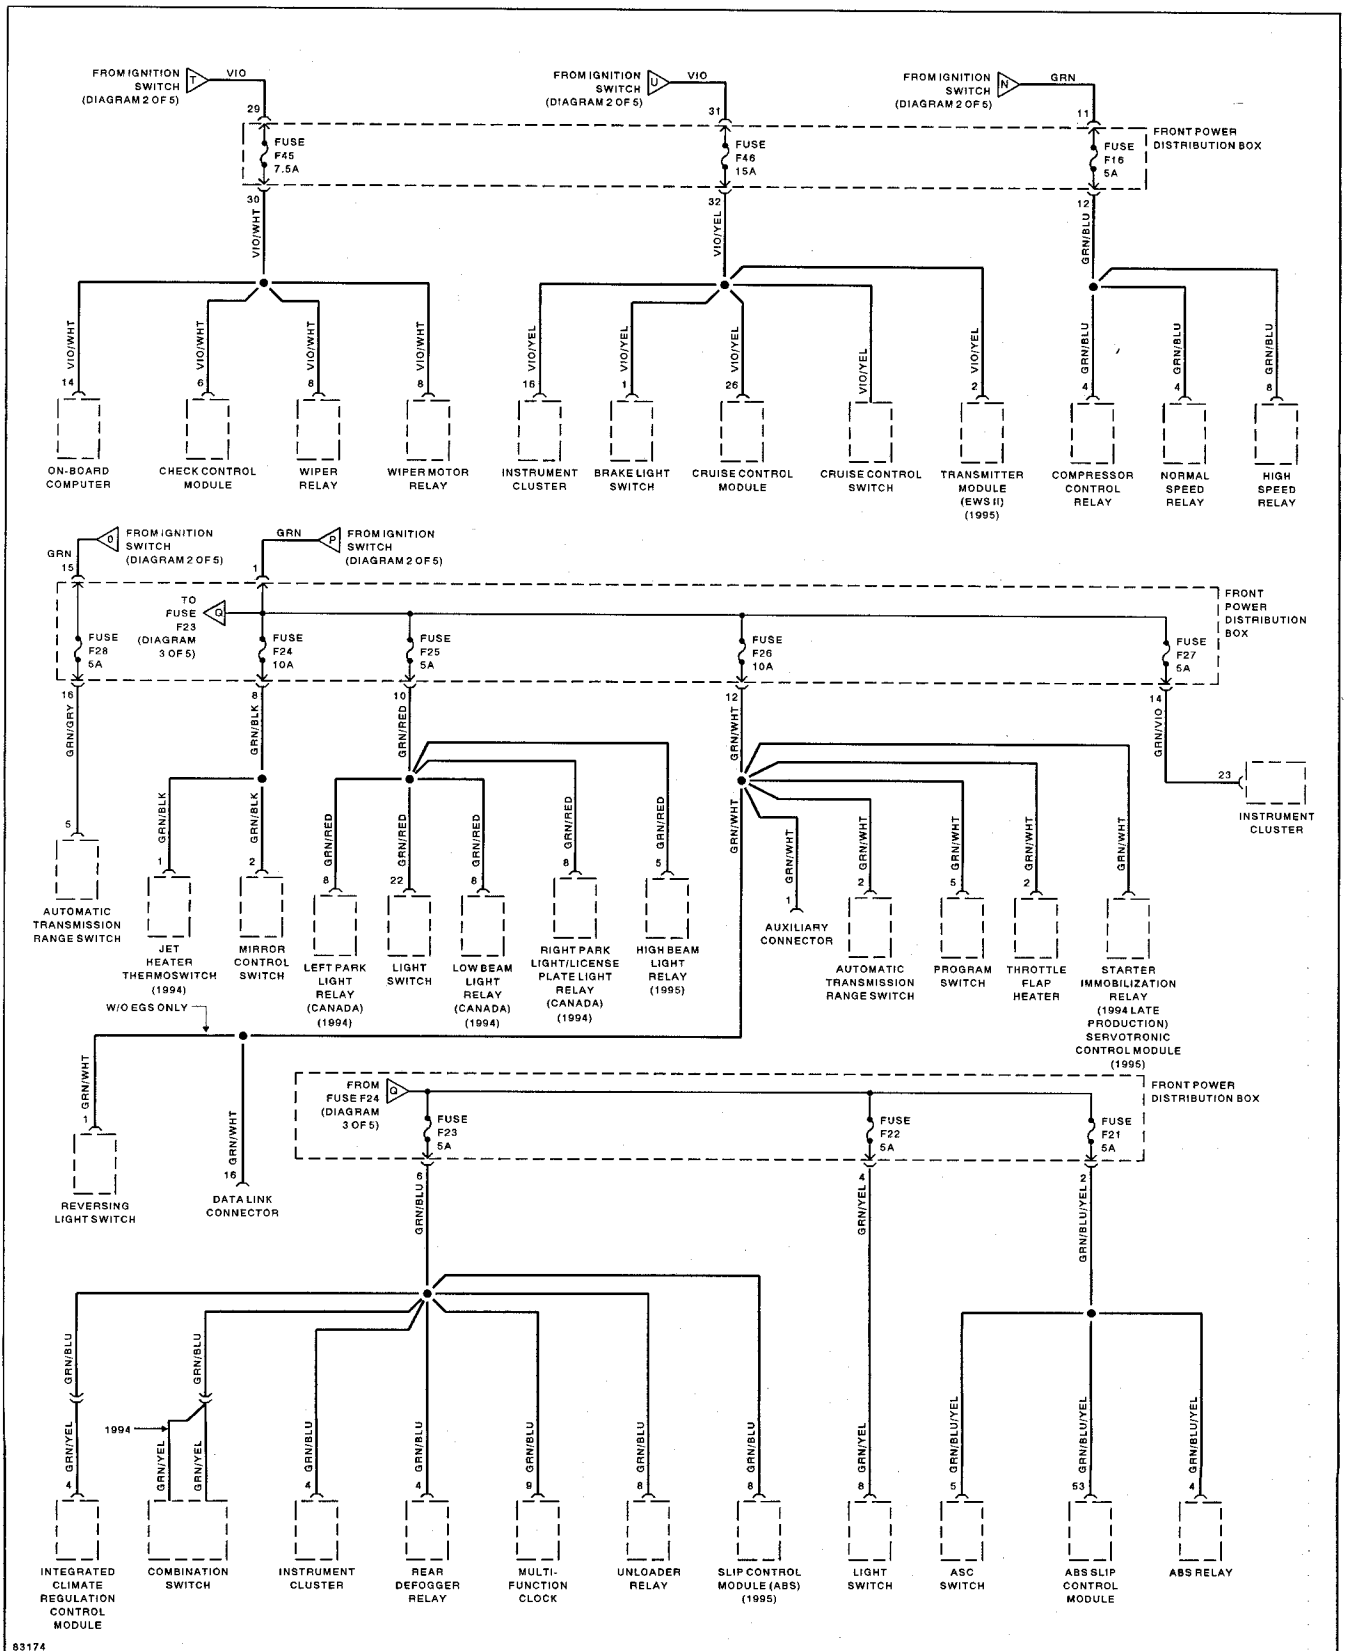 FROM IGNITION
SWITCH
(DIAGRAM 2 OF 5)
T
VIO
FROM IGNITION
SWITCH
(DIAGRAM 2 OF 5)
U
VIO
FROM IGNITION
SWITCH
(DIAGRAM 2 OF 5)
N
GRN
29
31
11
FUSE
F45
7.5A
FUSE
F46
15A
FUSE
F16
5A
FRONT POWER
DISTRIBUTION BOX
30
32
12
VIO/WHT
VIO/YEL
GRN/BLU
VIO/WHT
VIO/WHT
VIO/WHT
VIO/WHT
VIO/YEL
VIO/YEL
VIO/YEL
VIO/YEL
VIO/YEL
GRN/BLU
GRN/BLU
GRN/BLU
14
6
8
8
16
1
26
2
4
4
8
ON-BOARD
COMPUTER
CHECK CONTROL
MODULE
WIPER
RELAY
WIPER MOTOR
RELAY
INSTRUMENT
CLUSTER
BRAKE LIGHT
SWITCH
CRUISE CONTROL
MODULE
CRUISE CONTROL
SWITCH
TRANSMITTER
MODULE
(EWS II)
(1995)
COMPRESSOR
CONTROL
RELAY
NORMAL
SPEED
RELAY
HIGH
SPEED
RELAY
O
FROM IGNITION
SWITCH
(DIAGRAM 2 OF 5)
GRN
GRN
P
FROM IGNITION
SWITCH
(DIAGRAM 2 OF 5)
15
1
TO
FUSE
F23
(DIAGRAM
3 OF 5)
Q
FUSE
F28
5A
FUSE
F24
10A
FUSE
F25
5A
FUSE
F26
10A
FUSE
F27
5A
FRONT
POWER
DISTRIBUTION
BOX
16
8
10
12
14
GRN/GRY
GRN/BLK
GRN/RED
GRN/WHT
GRN/VIO
23
INSTRUMENT
CLUSTER
GRN/BLK
GRN/BLK
GRN/RED
GRN/RED
GRN/RED
GRN/RED
GRN/RED
GRN/WHT
GRN/WHT
GRN/WHT
GRN/WHT
GRN/WHT
GRN/WHT
5
1
2
8
22
8
8
5
1
2
5
2
AUTOMATIC
TRANSMISSION
RANGE SWITCH
JET
HEATER
THERMOSWITCH
(1994)
MIRROR
CONTROL
SWITCH
LEFT PARK
LIGHT
RELAY
(CANADA)
(1994)
LIGHT
SWITCH
LOW BEAM
LIGHT
RELAY
(CANADA)
(1994)
RIGHT PARK
LIGHT/LICENSE
PLATE LIGHT
RELAY
(CANADA)
(1994)
HIGH BEAM
LIGHT
RELAY
(1995)
AUXILIARY
CONNECTOR
AUTOMATIC
TRANSMISSION
RANGE SWITCH
PROGRAM
SWITCH
THROTTLE
FLAP
HEATER
STARTER
IMMOBILIZATION
RELAY
(1994 LATE
PRODUCTION)
SERVOTRONIC
CONTROL MODULE
(1995)
W/O EGS ONLY
GRN/WHT
1
REVERSING
LIGHT SWITCH
GRN/WHT
16
DATA LINK
CONNECTOR
FROM
FUSE F24
(DIAGRAM
3 OF 5)
Q
FUSE
F23
5A
FUSE
F22
5A
FUSE
F21
5A
FRONT POWER
DISTRIBUTION BOX
6
4
2
GRN/BLU
GRN/YEL
GRN/BLU/YEL
GRN/BLU
GRN/BLU
1994
GRN/YEL
GRN/YEL
GRN/YEL
GRN/BLU
GRN/BLU
GRN/BLU
GRN/BLU
GRN/BLU
GRN/YEL
GRN/BLU/YEL
GRN/BLU/YEL
GRN/BLU/YEL
4
4
4
9
8
8
8
5
53
4
INTEGRATED
CLIMATE
REGULATION
CONTROL
MODULE
COMBINATION
SWITCH
INSTRUMENT
CLUSTER
REAR
DEFOGGER
RELAY
MULTI-
FUNCTION
CLOCK
UNLOADER
RELAY
SLIP CONTROL
MODULE (ABS)
(1995)
LIGHT
SWITCH
ASC
SWITCH
ABS SLIP
CONTROL
MODULE
ABS RELAY
83174